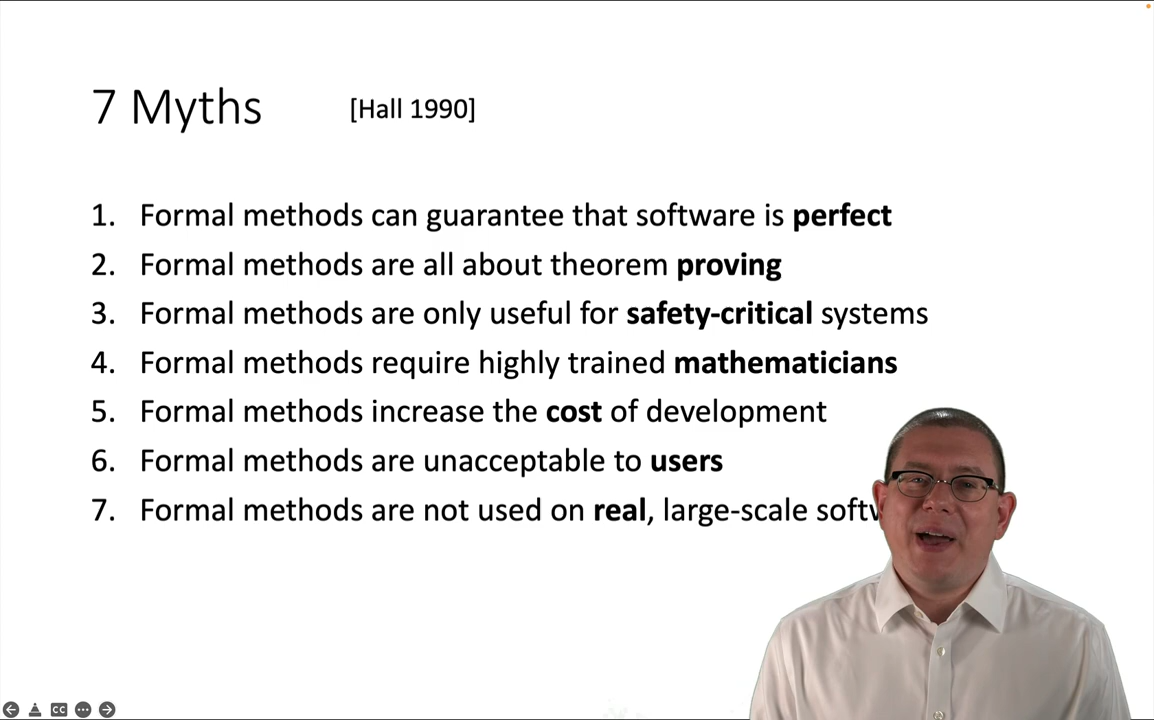 7 Myths [Hall 1990]
1. Formal methods can guarantee that software is perfect
2. Formal methods are all about theorem proving
3. Formal methods are only useful for safety-critical systems
4. Formal methods require highly trained mathematicians
5. Formal methods increase the cost of development
6. Formal methods are unacceptable to users
7. Formal methods are not used on real, large-scale
CC